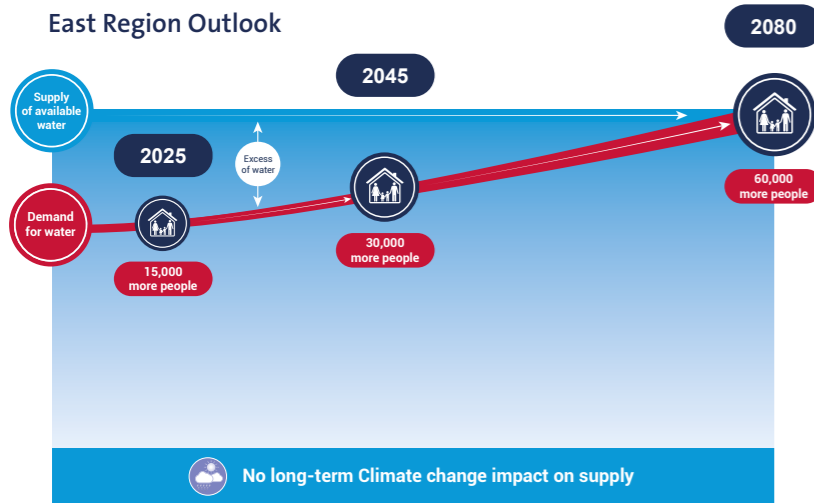 East Region Outlook
2080
2045
Supply
of available
water
2025
Excess
of water
Demand
for water
15,000
more people
30,000
more people
60,000
more people
No long-term Climate change impact on supply